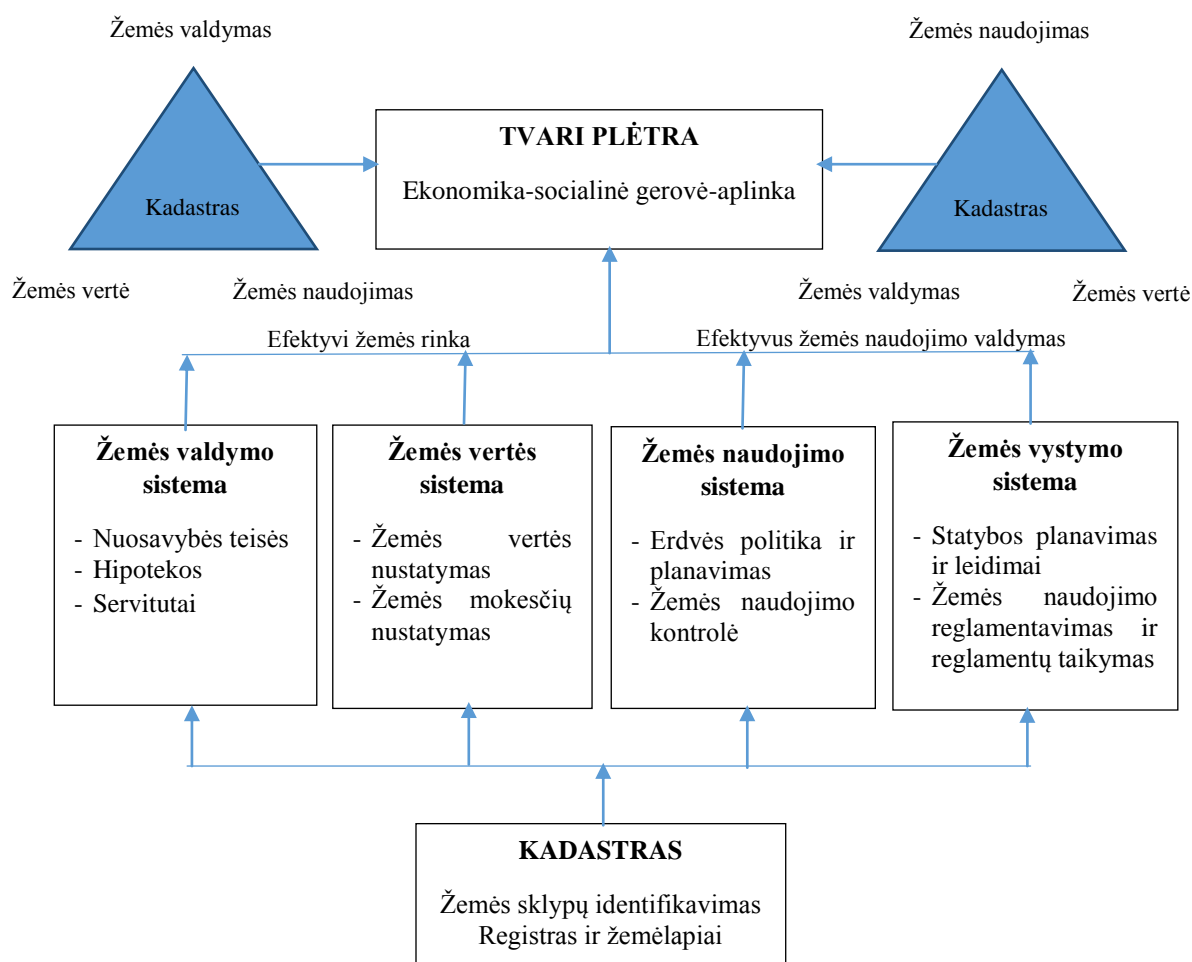 Žemės valdymas
Žemės naudojimas
TVARI PLĖTRA
Ekonomika-socialinė gerovė-aplinka
Kadastras
Kadastras
Žemės vertė
Žemės naudojimas
Žemės valdymas
Žemės vertė
Efektyvi žemės rinka
Efektyvus žemės naudojimo valdymas
Žemės valdymo
sistema
- Nuosavybės teisės
- Hipotekos
- Servitutai
Žemės vertės
sistema
- Žemės vertės
nustatymas
- Žemės mokesčių
nustatymas
Žemės naudojimo
sistema
- Erdvės politika ir
planavimas
- Žemės naudojimo
kontrolė
Žemės vystymo
sistema
- Statybos planavimas
ir leidimai
- Žemės naudojimo
reglamentavimas ir
reglamentų taikymas
KADASTRAS
Žemės sklypų identifikavimas
Registras ir žemėlapiai